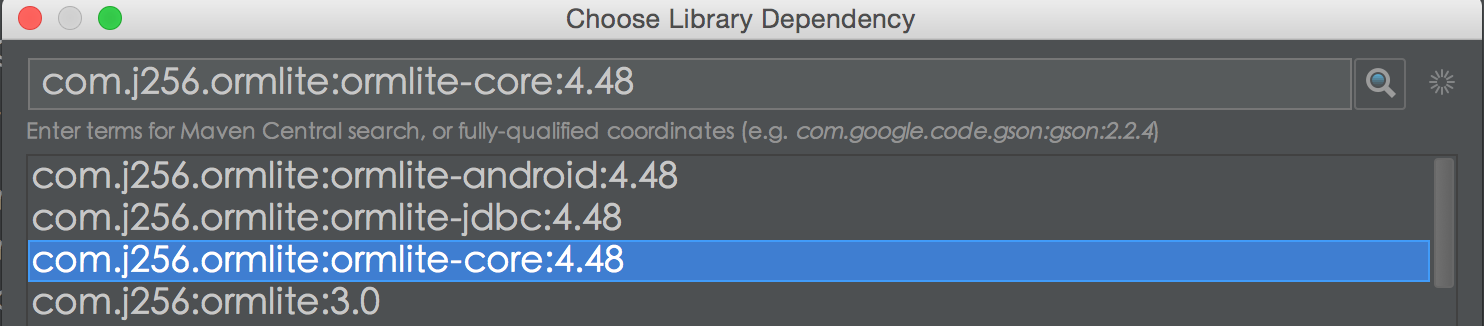 Choose Library Dependency
com.j256.ormlite:ormlite-core:4.48
Enter terms for Maven Central search, or fully-qualified coordinates (e.g. com.google.code.gson:gson:2.2.4)
com.j256.ormlite:ormlite-android:4.48
com.j256.ormlite:ormlite-jdbc:4.48
com.j256.ormlite:ormlite-core:4.48
com.j256:ormlite:3.0